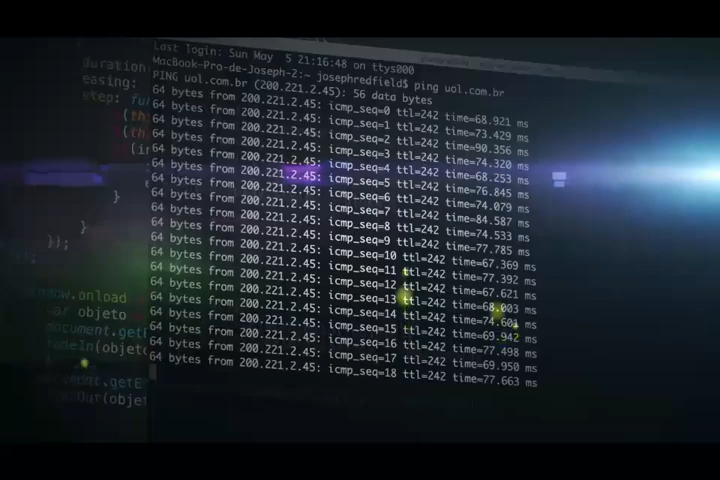 Last login: Sun May  5 21:16:48 on ttys000
MacBook-Pro-de-Joseph-2:~ josephredfield$ ping uol.com.br
PING uol.com.br (200.221.2.45): 56 data bytes
64 bytes from 200.221.2.45: icmp_seq=0 ttl=242 time=68.921 ms
64 bytes from 200.221.2.45: icmp_seq=1 ttl=242 time=73.429 ms
64 bytes from 200.221.2.45: icmp_seq=2 ttl=242 time=90.356 ms
64 bytes from 200.221.2.45: icmp_seq=3 ttl=242 time=74.320 ms
64 bytes from 200.221.2.45: icmp_seq=4 ttl=242 time=68.253 ms
64 bytes from 200.221.2.45: icmp_seq=5 ttl=242 time=76.845 ms
64 bytes from 200.221.2.45: icmp_seq=6 ttl=242 time=74.079 ms
64 bytes from 200.221.2.45: icmp_seq=7 ttl=242 time=84.587 ms
64 bytes from 200.221.2.45: icmp_seq=8 ttl=242 time=74.533 ms
64 bytes from 200.221.2.45: icmp_seq=9 ttl=242 time=77.785 ms
64 bytes from 200.221.2.45: icmp_seq=10 ttl=242 time=67.369 ms
64 bytes from 200.221.2.45: icmp_seq=11 ttl=242 time=77.392 ms
64 bytes from 200.221.2.45: icmp_seq=12 ttl=242 time=67.621 ms
64 bytes from 200.221.2.45: icmp_seq=13 ttl=242 time=68.003 ms
64 bytes from 200.221.2.45: icmp_seq=14 ttl=242 time=74.601 ms
64 bytes from 200.221.2.45: icmp_seq=15 ttl=242 time=69.942 ms
64 bytes from 200.221.2.45: icmp_seq=16 ttl=242 time=77.498 ms
64 bytes from 200.221.2.45: icmp_seq=17 ttl=242 time=69.950 ms
64 bytes from 200.221.2.45: icmp_seq=18 ttl=242 time=77.663 ms
duration
easing:
step: fu
(th
(th
(in
}
}
});
});
.onload
var objeto
document.getE
fadeIn(objeto
.getE
Out(obje